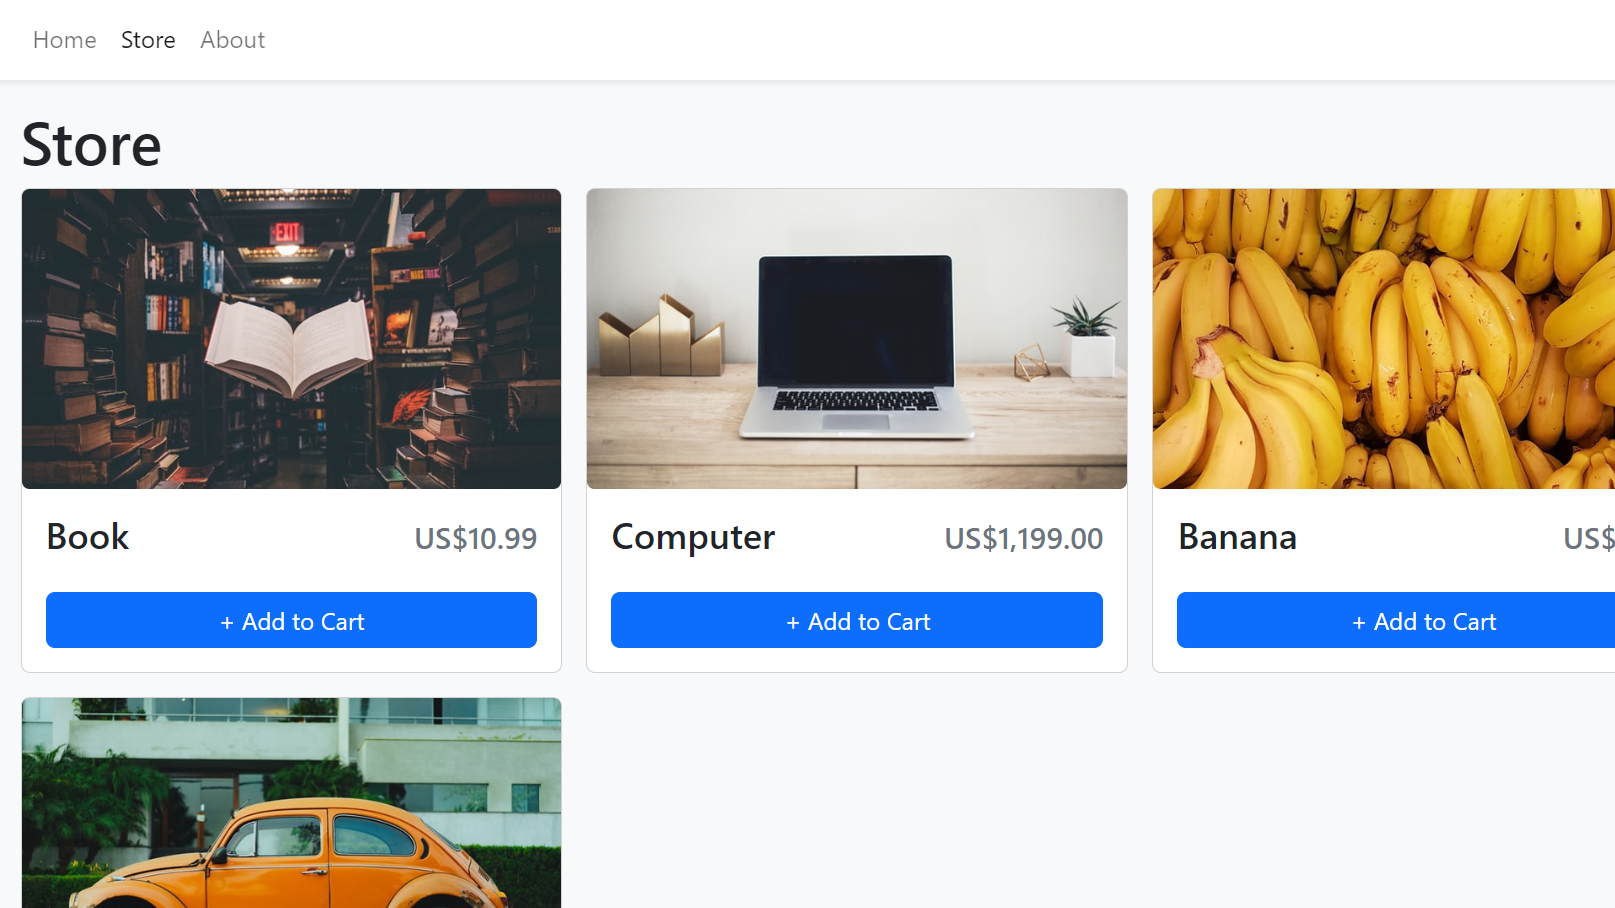 Home Store About
Store
EXIT
Book US$10.99
Computer US$1,199.00
Banana US$
+ Add to Cart
+ Add to Cart
+ Add to Cart